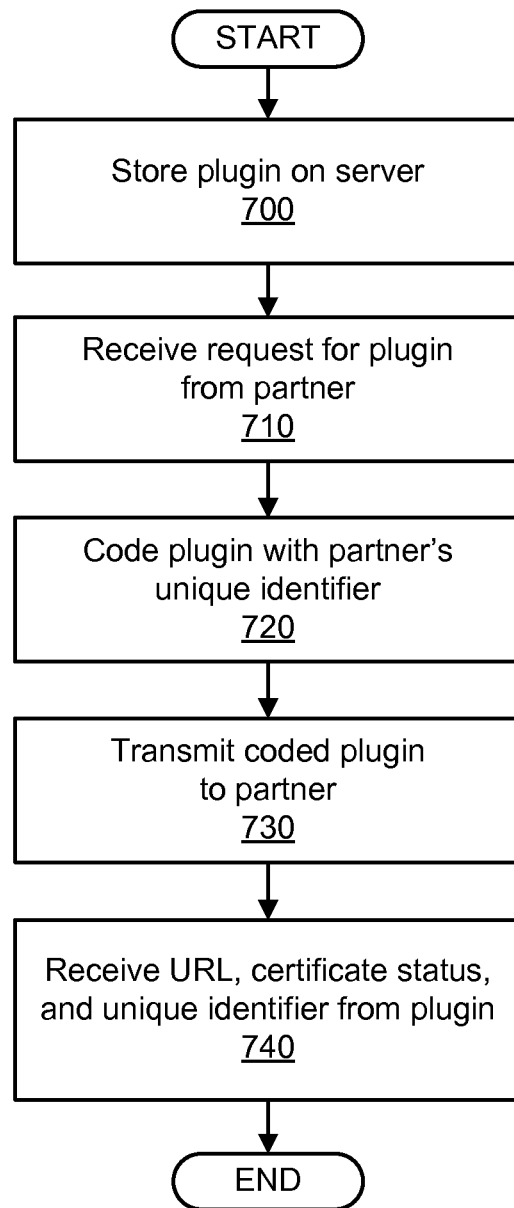 START
Store plugin on server
700
Receive request for plugin
from partner
710
Code plugin with partner's
unique identifier
720
Transmit coded plugin
to partner
730
Receive URL, certificate status,
and unique identifier from plugin
740
END